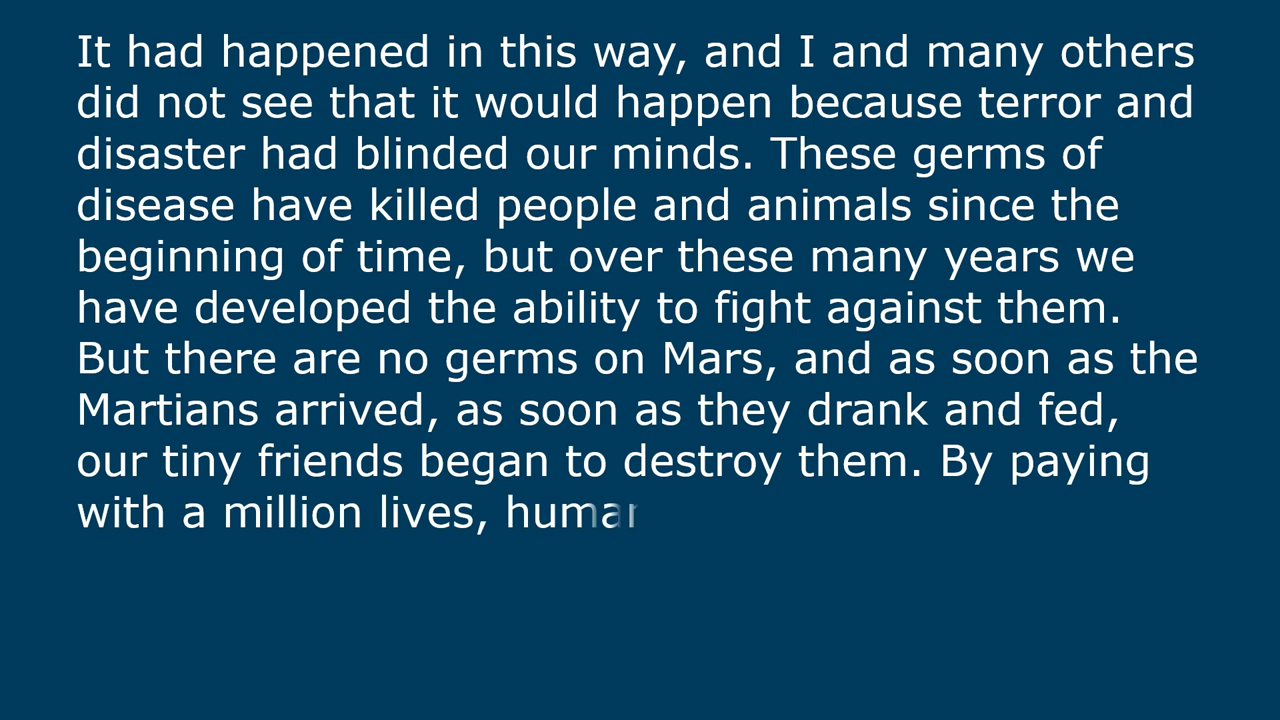 It had happened in this way, and I and many others
did not see that it would happen because terror and
disaster had blinded our minds. These germs of
disease have killed people and animals since the
beginning of time, but over these many years we
have developed the ability to fight against them.
But there are no germs on Mars, and as soon as the
Martians arrived, as soon as they drank and fed,
our tiny friends began to destroy them. By paying
with a million lives, human